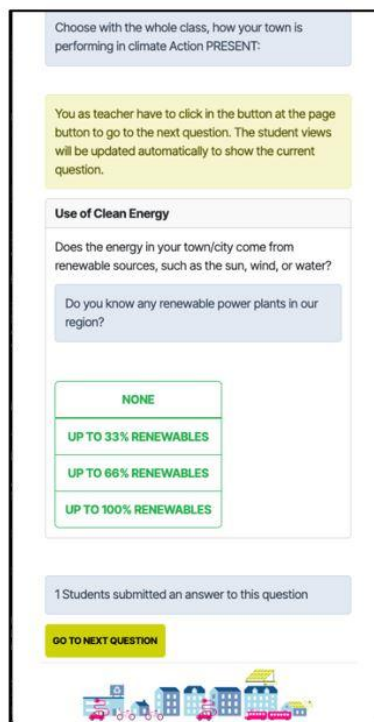 Choose with the whole class, how your town is
performing in climate Action PRESENT:
You as teacher have to click in the button at the page
button to go to the next question. The student views
will be updated automatically to show the current
question.
Use of Clean Energy
Does the energy in your town/city come from
renewable sources, such as the sun, wind, or water?
Do you know any renewable power plants in our
region?
NONE
UP TO 33% RENEWABLES
UP TO 66% RENEWABLES
UP TO 100% RENEWABLES
1 Students submitted an answer to this question
GO TO NEXT QUESTION